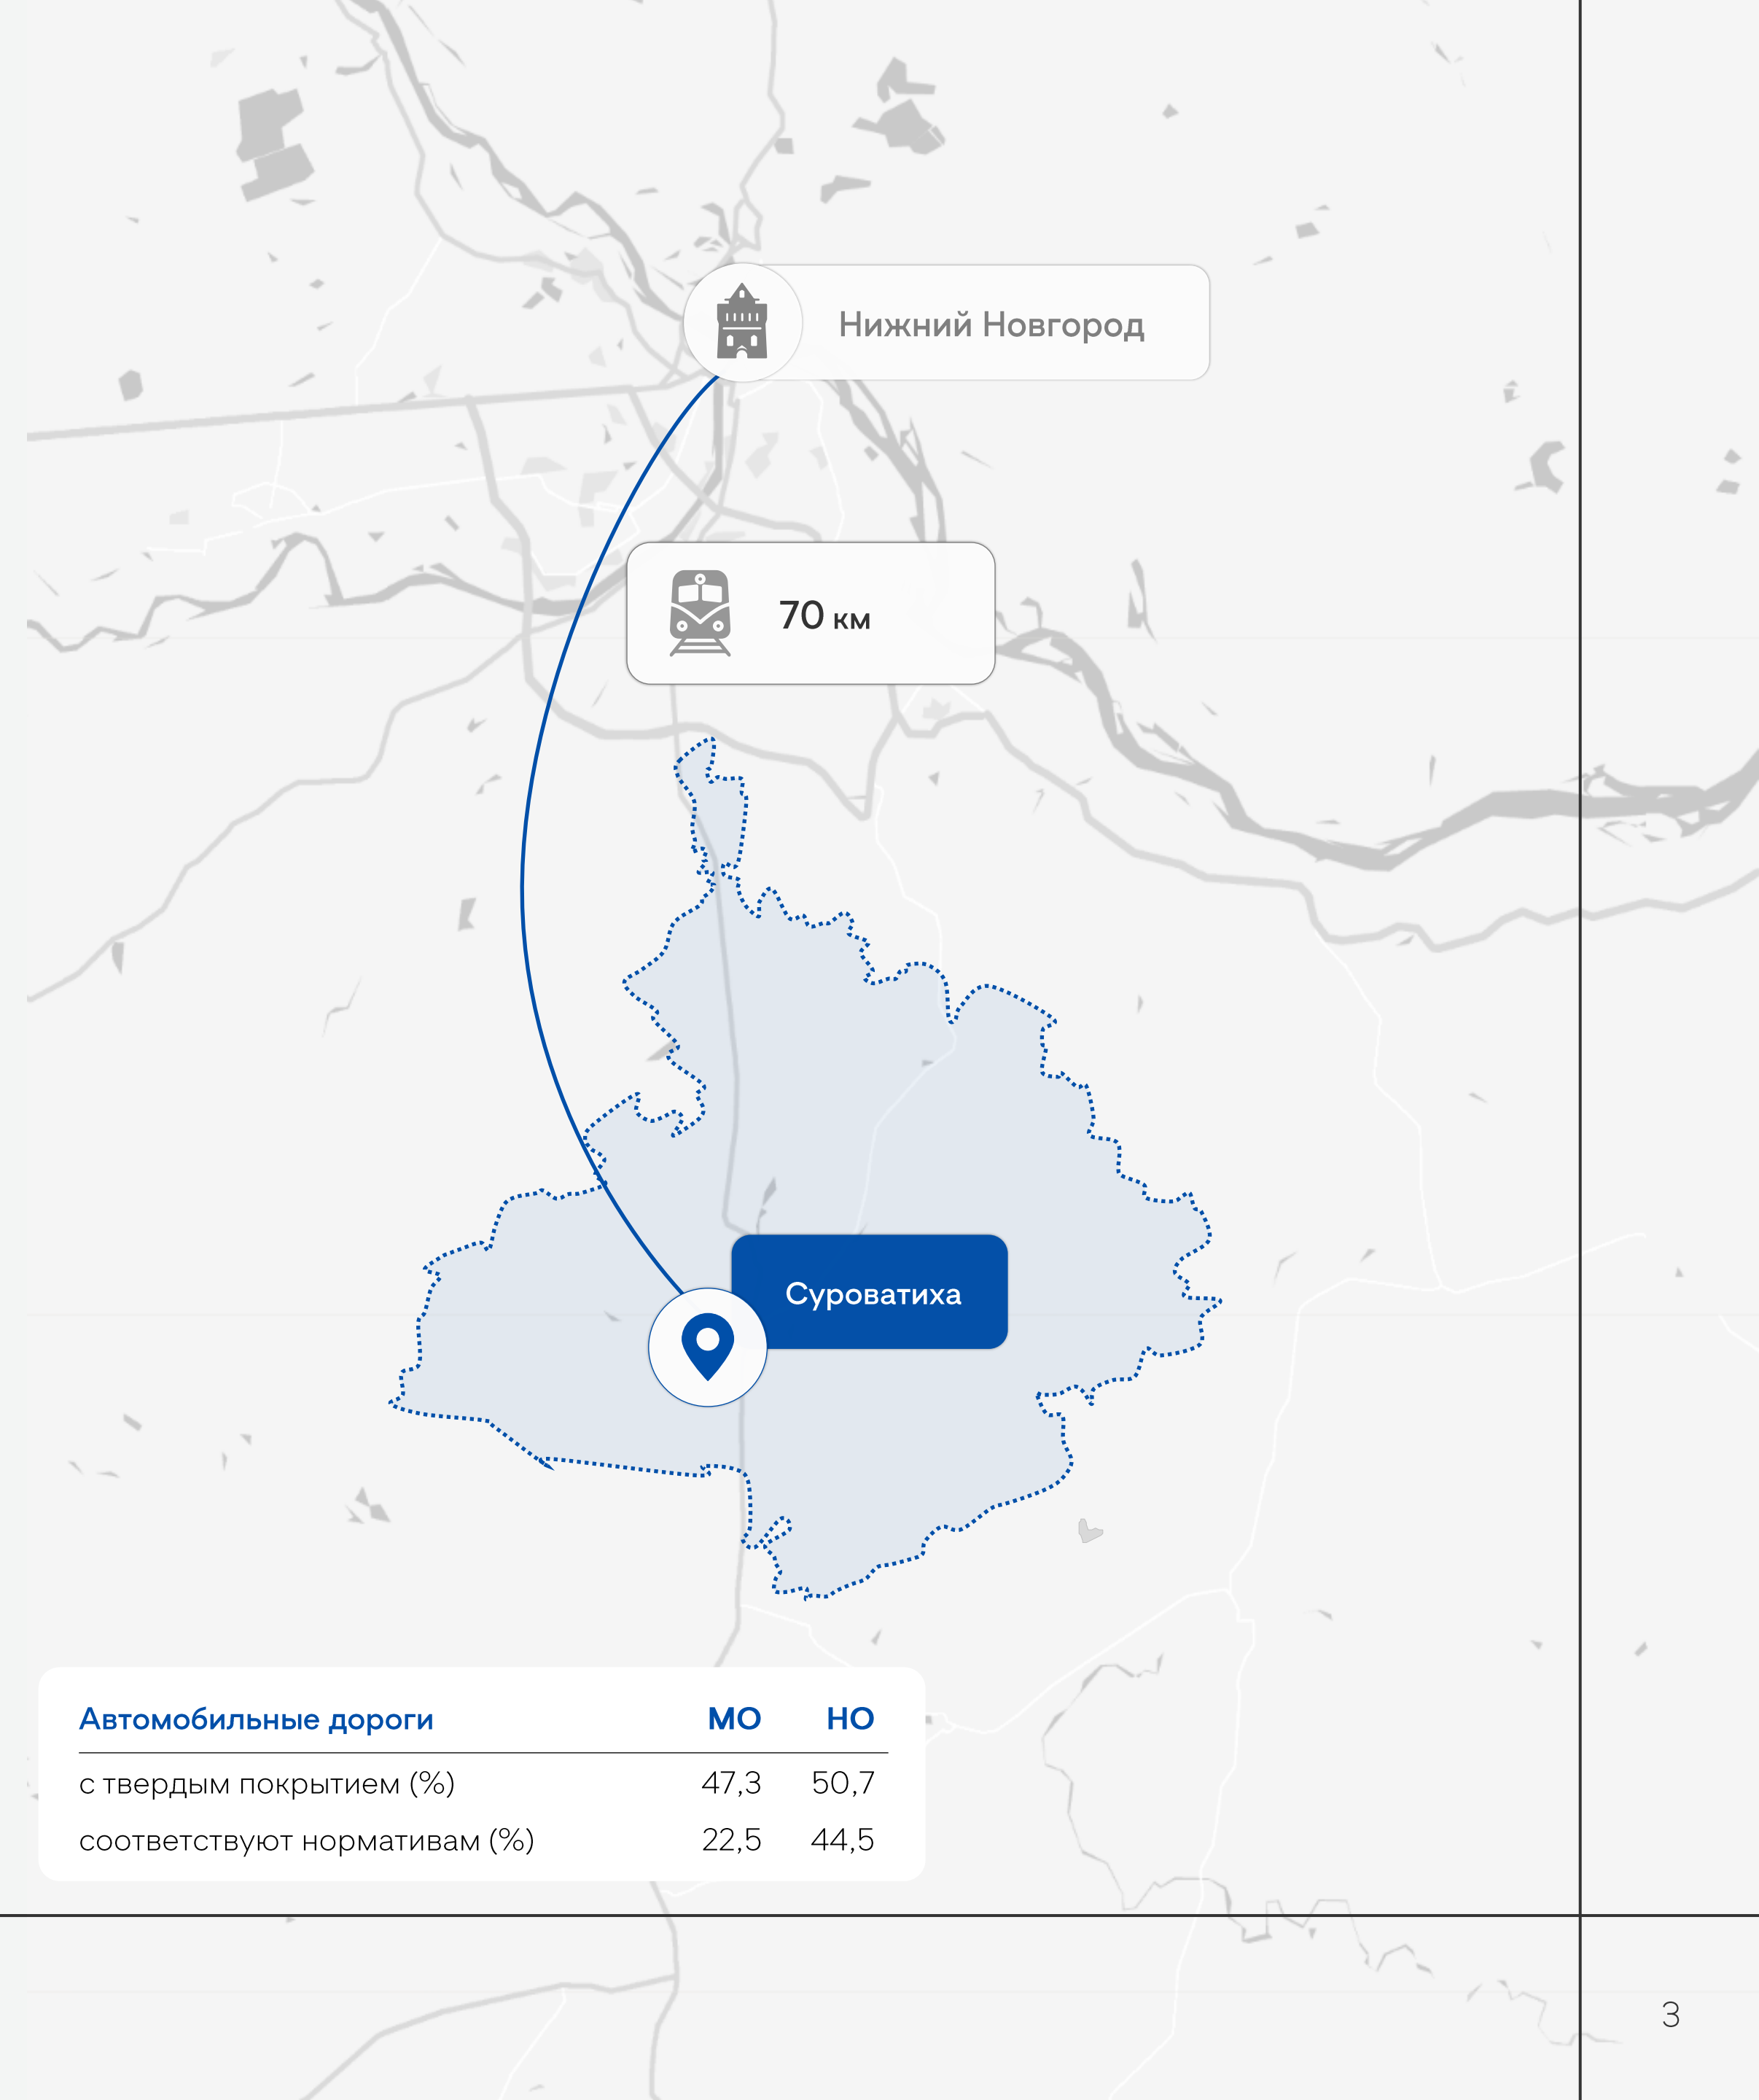 Нижний Новгород
70 км
Суроватиха
Автомобильные дороги МО НО
с твердым покрытием (%) 47,3 50,7
соответствуют нормативам (%) 22,5 44,5
3